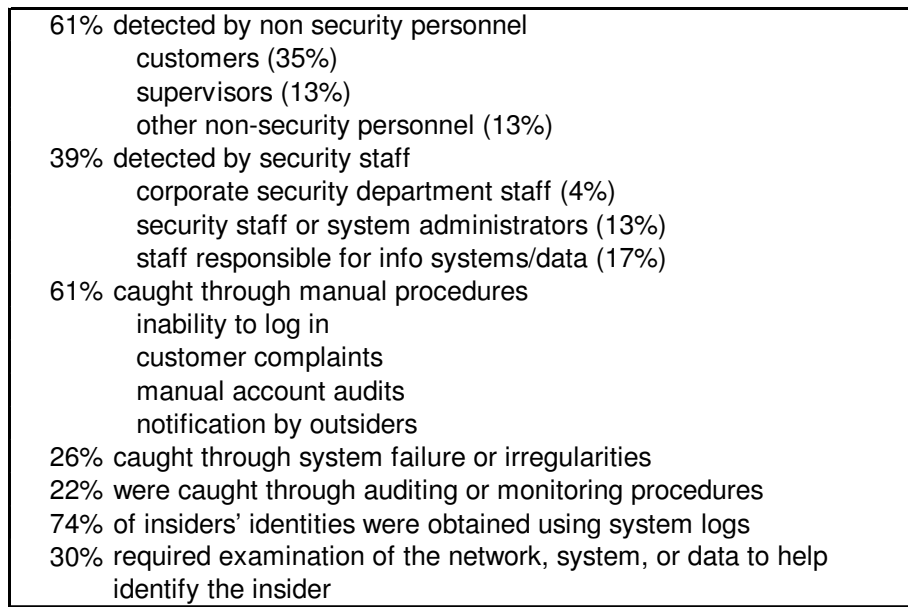 61% detected by non security personnel
customers (35%)
supervisors (13%)
other non-security personnel (13%)
39% detected by security staff
corporate security department staff (4%)
security staff or system administrators (13%)
staff responsible for info systems/data (17%)
61% caught through manual procedures
inability to log in
customer complaints
manual account audits
notification by outsiders
26% caught through system failure or irregularities
22% were caught through auditing or monitoring procedures
74% of insiders’ identities were obtained using system logs
30% required examination of the network, system, or data to help
identify the insider